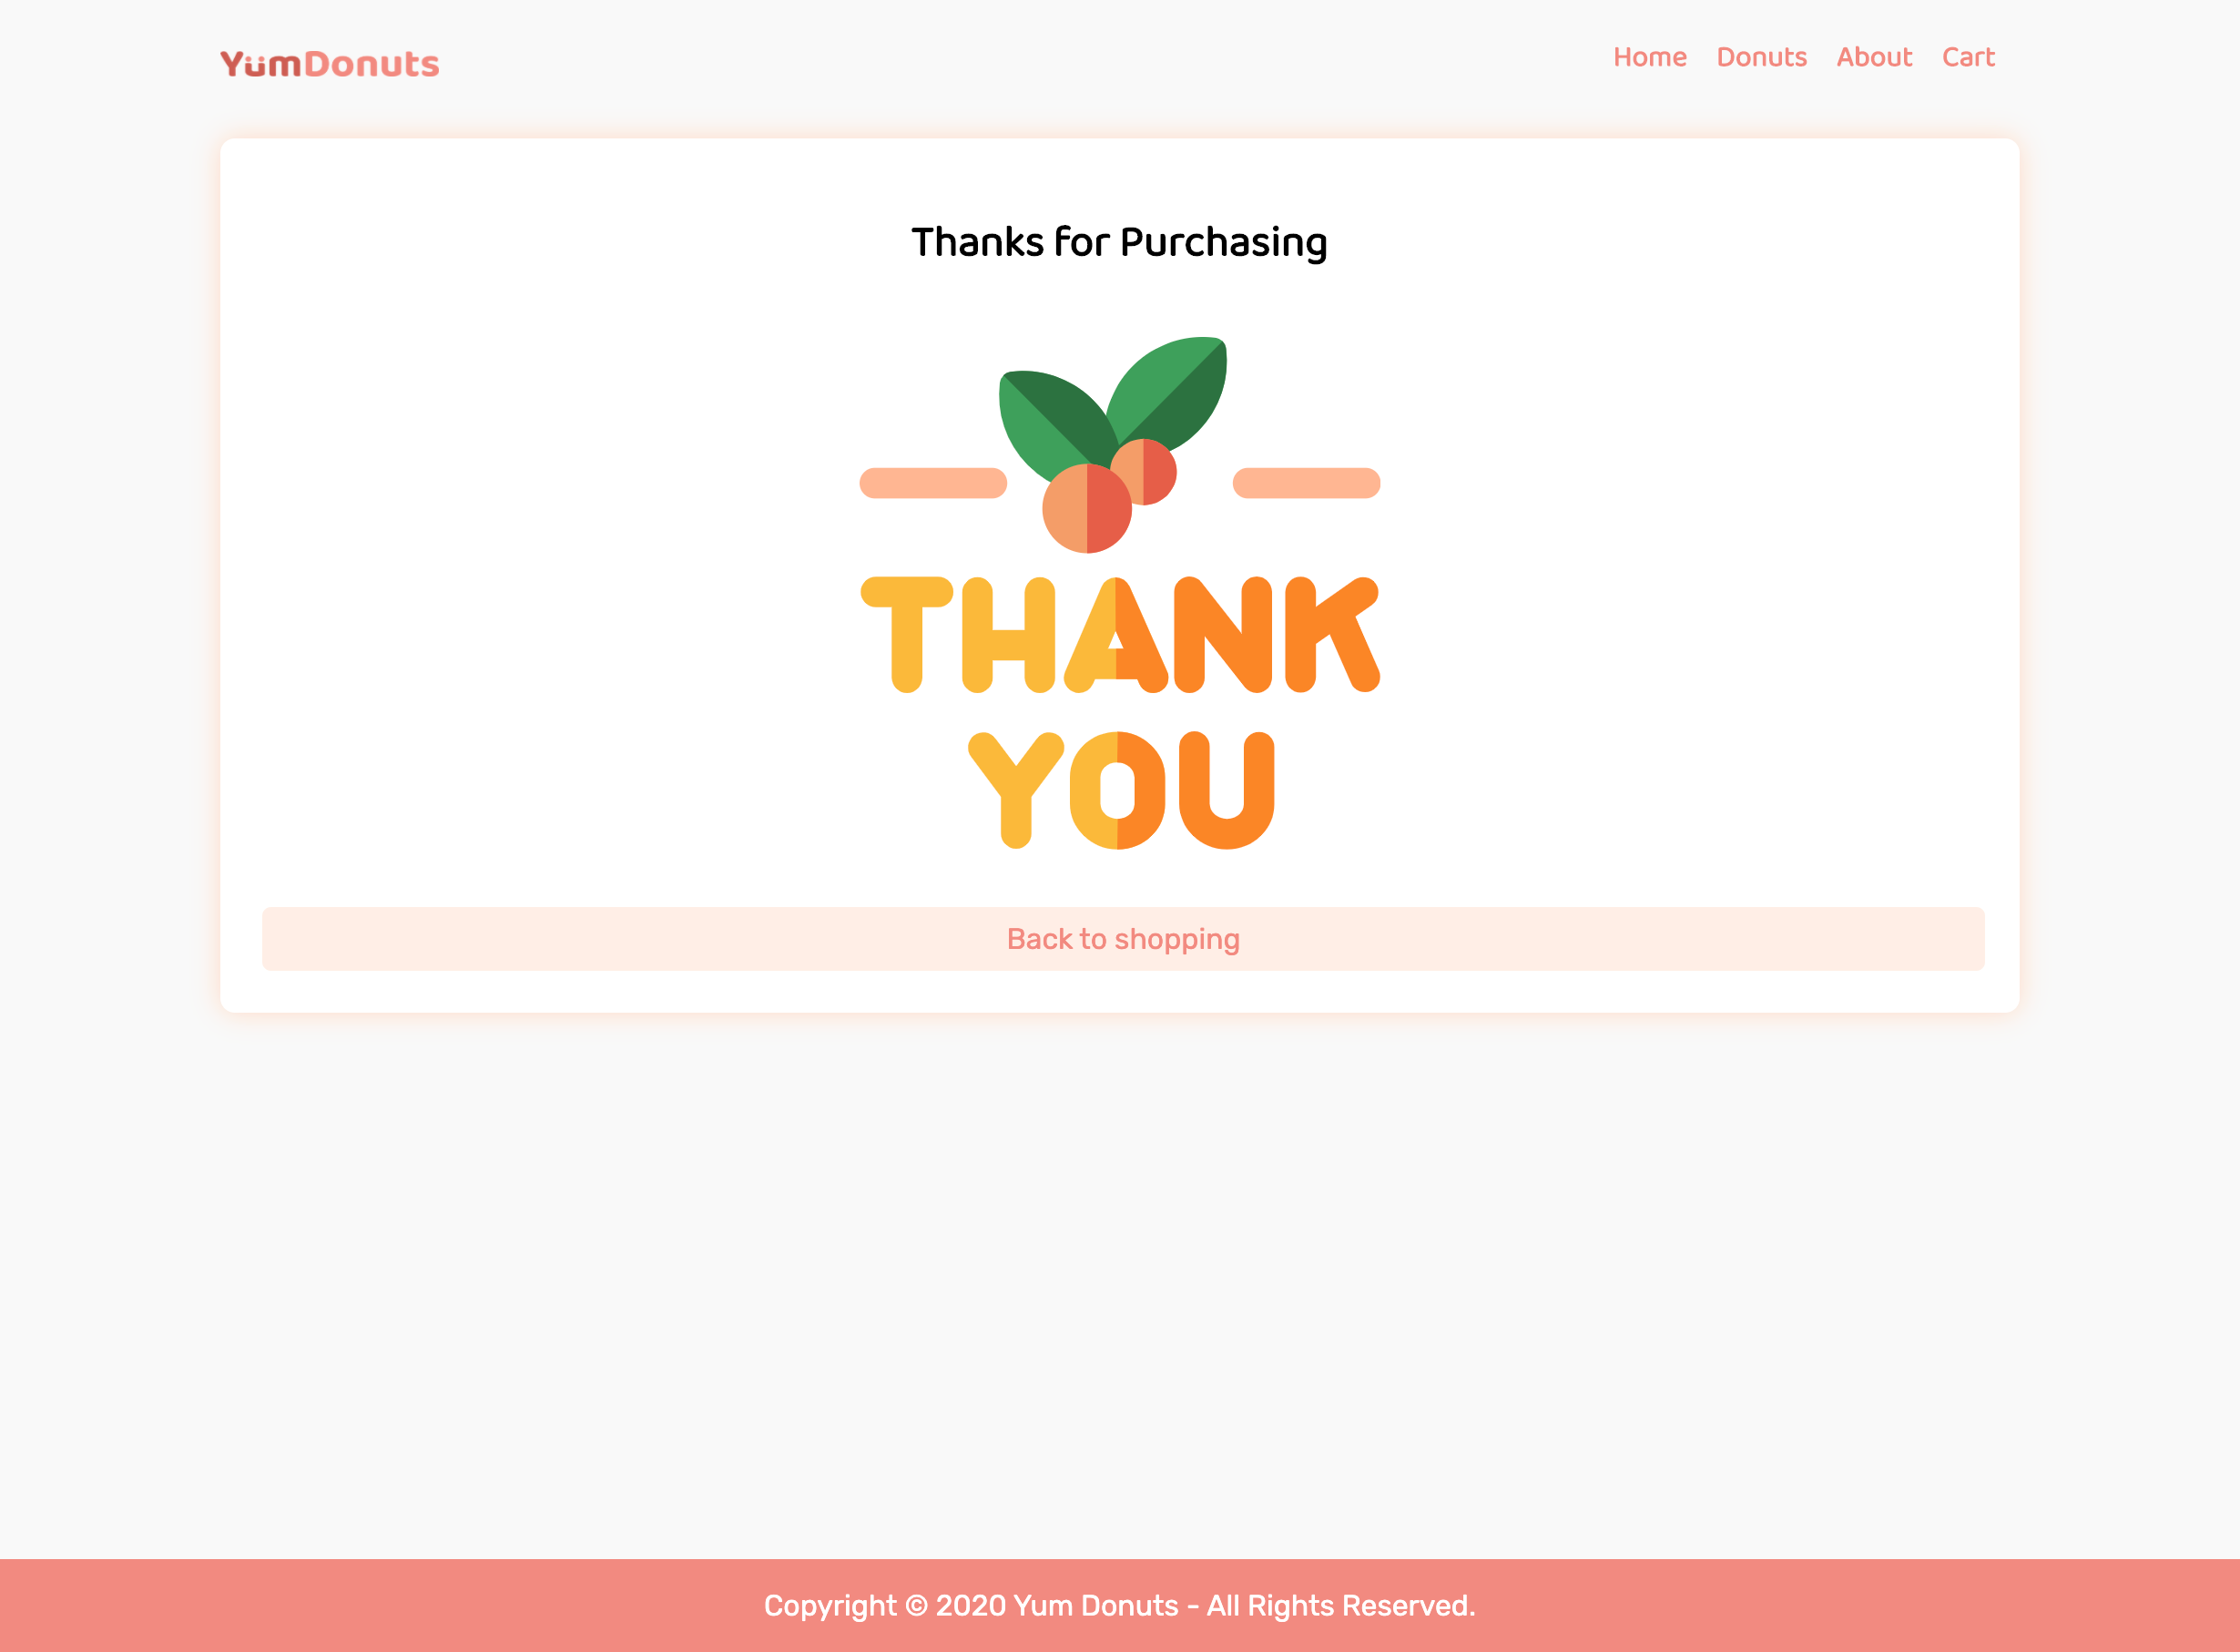 YumDonuts
Home Donuts About Cart
Thanks for Purchasing
THANK
YOU
Back to shopping
Copyright © 2020 Yum Donuts - All Rights Reserved.